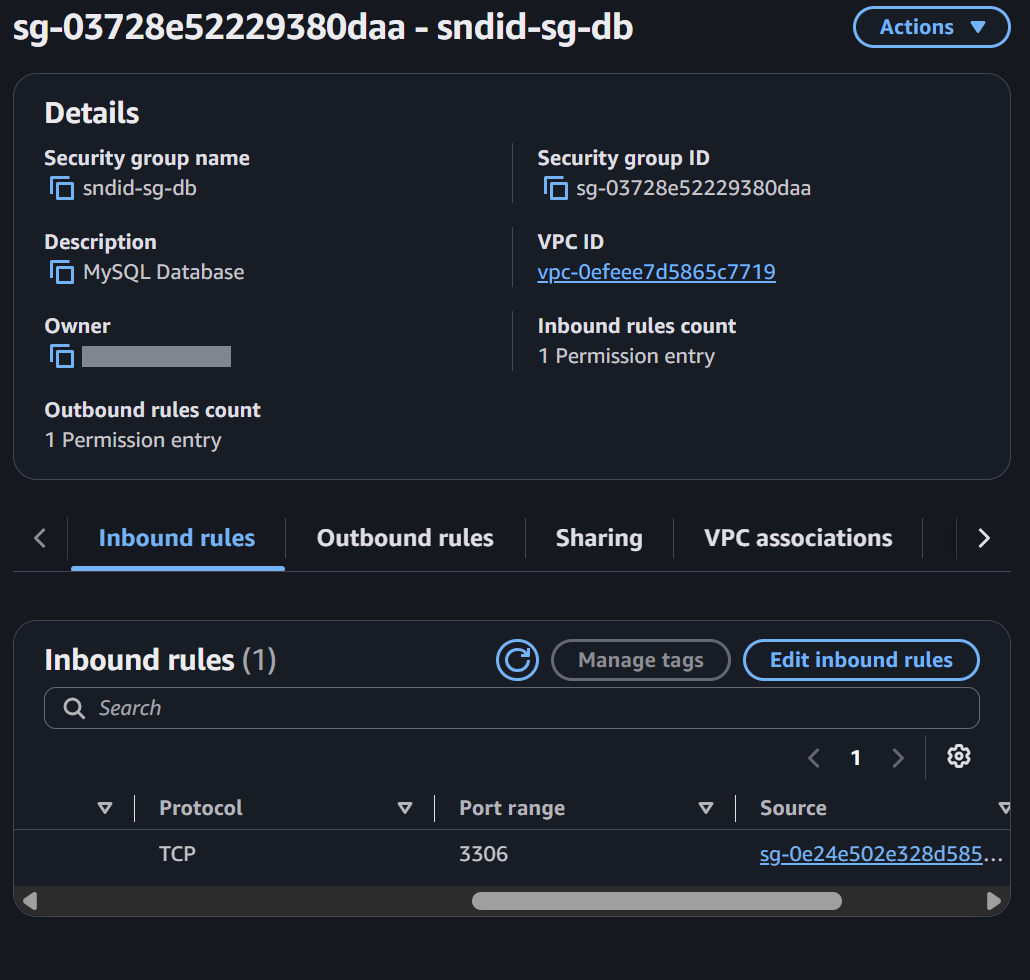 sg-03728e52229380daa - sndid-sg-db
Actions
Details
Security group name
sndid-sg-db
Security group ID
sg-03728e52229380daa
Description
MySQL Database
VPC ID
vpc-0efeee7d5865c7719
Owner
Inbound rules count
1 Permission entry
Outbound rules count
1 Permission entry
Inbound rules
Outbound rules
Sharing
VPC associations
Inbound rules (1)
Manage tags
Edit inbound rules
Search
1
Protocol
Port range
Source
TCP
3306
sg-0e24e502e328d585...